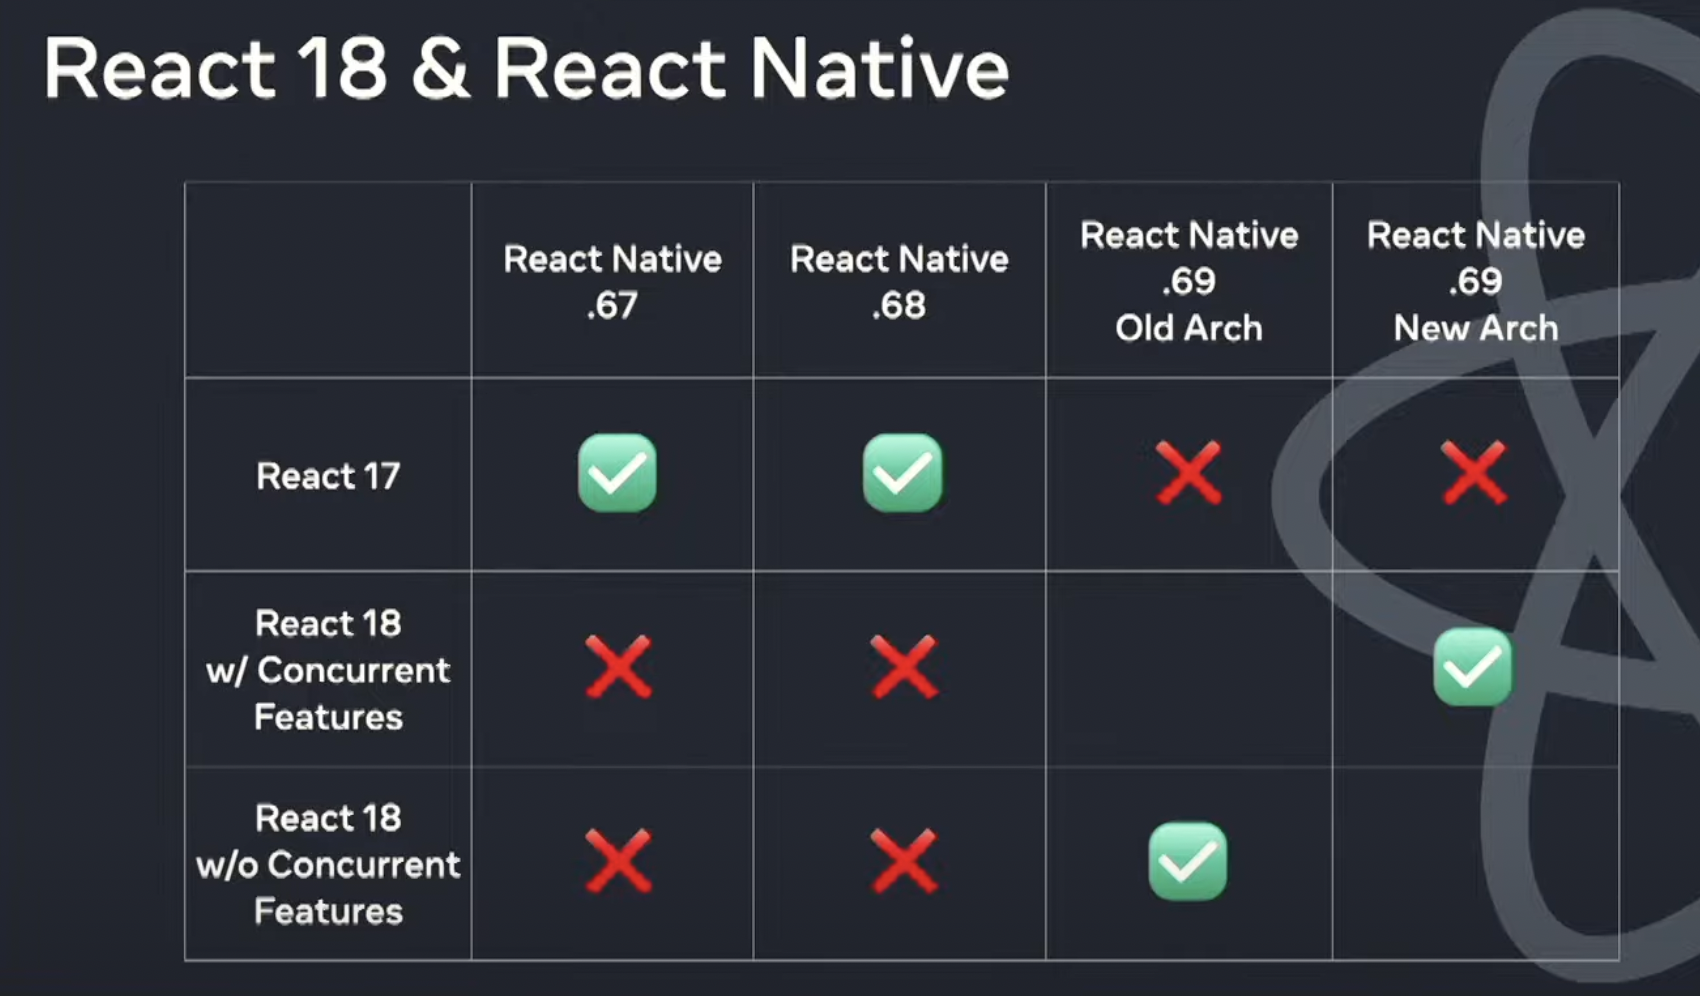 React 18 & React Native
React Native
.67
React Native
.68
React Native
.69
Old Arch
React Native
.69
New Arch
React 17
React 18
w/ Concurrent
Features
React 18
w/o Concurrent
Features